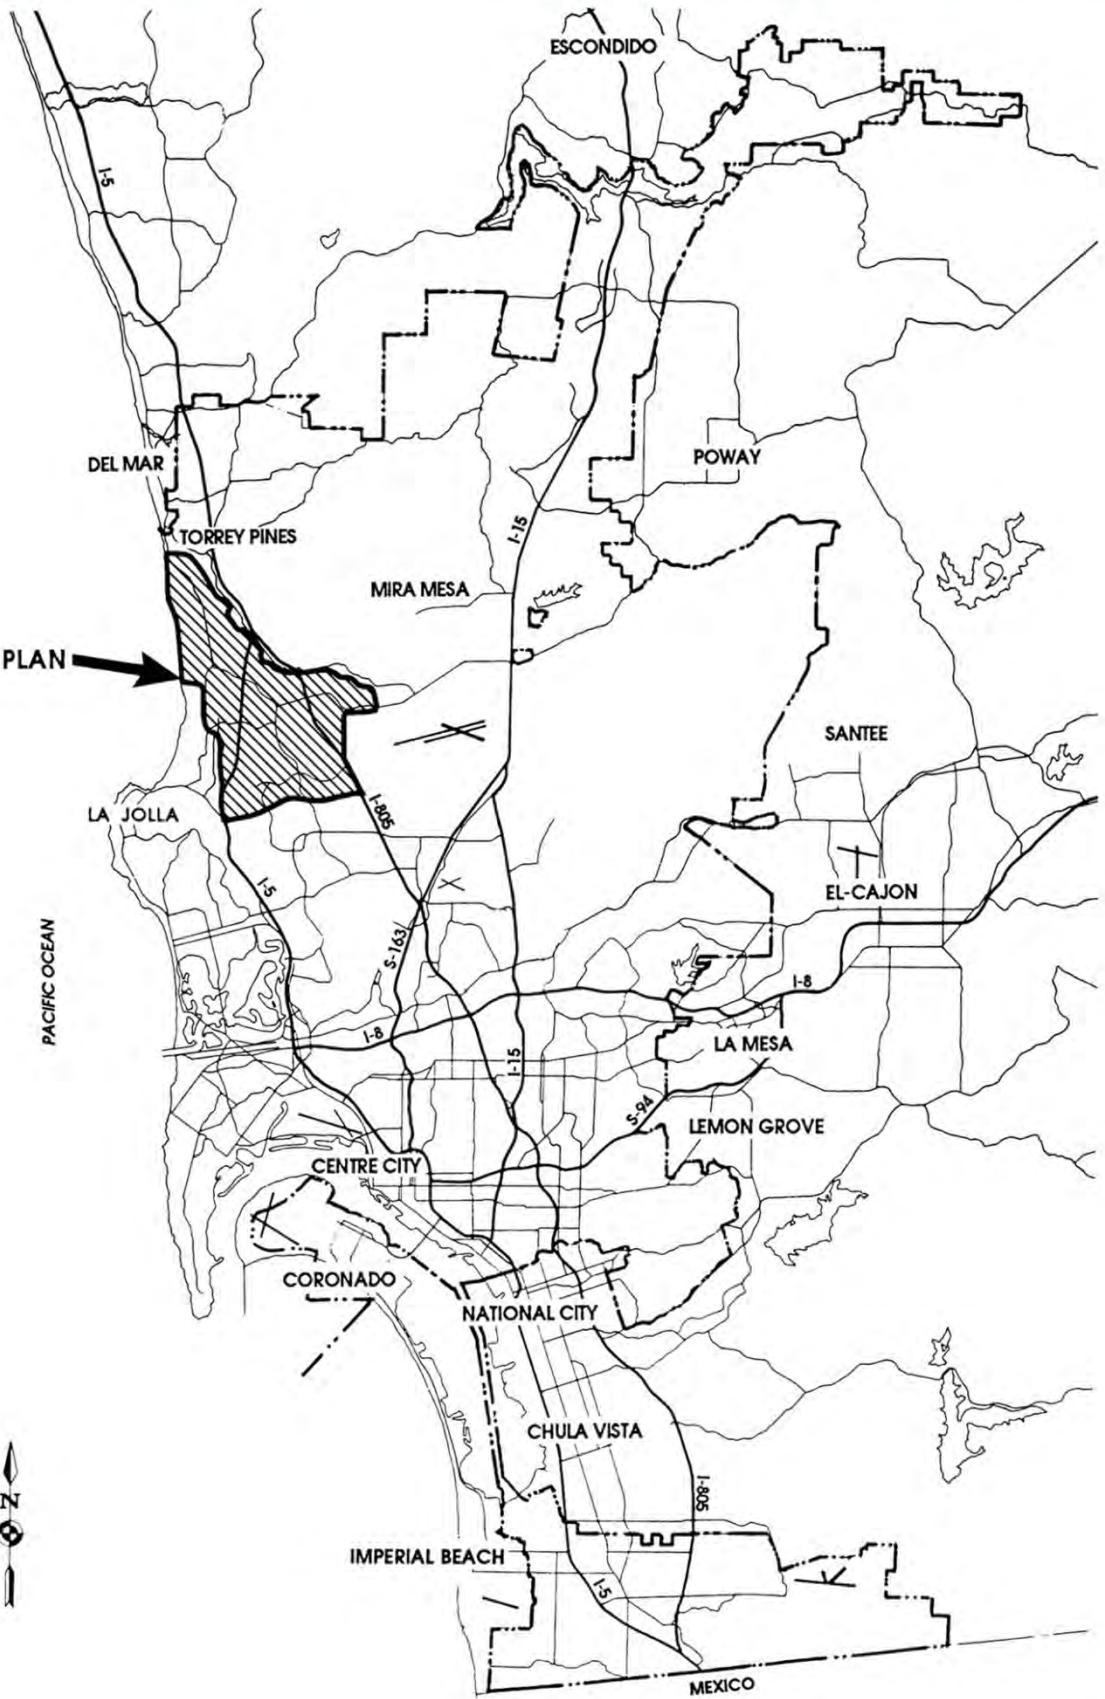 ESCONDIDO
I-5
DEL MAR
POWAY
I-15
TORREY PINES
MIRA MESA
PLAN
SANTEE
LA JOLLA
I-805
I-5
EL-CAJON
PACIFIC OCEAN
S-163
I-8
I-8
LA MESA
I-15
S-94
LEMON GROVE
CENTRE CITY
CORONADO
NATIONAL CITY
CHULA VISTA
I-805
N
IMPERIAL BEACH
I-5
MEXICO